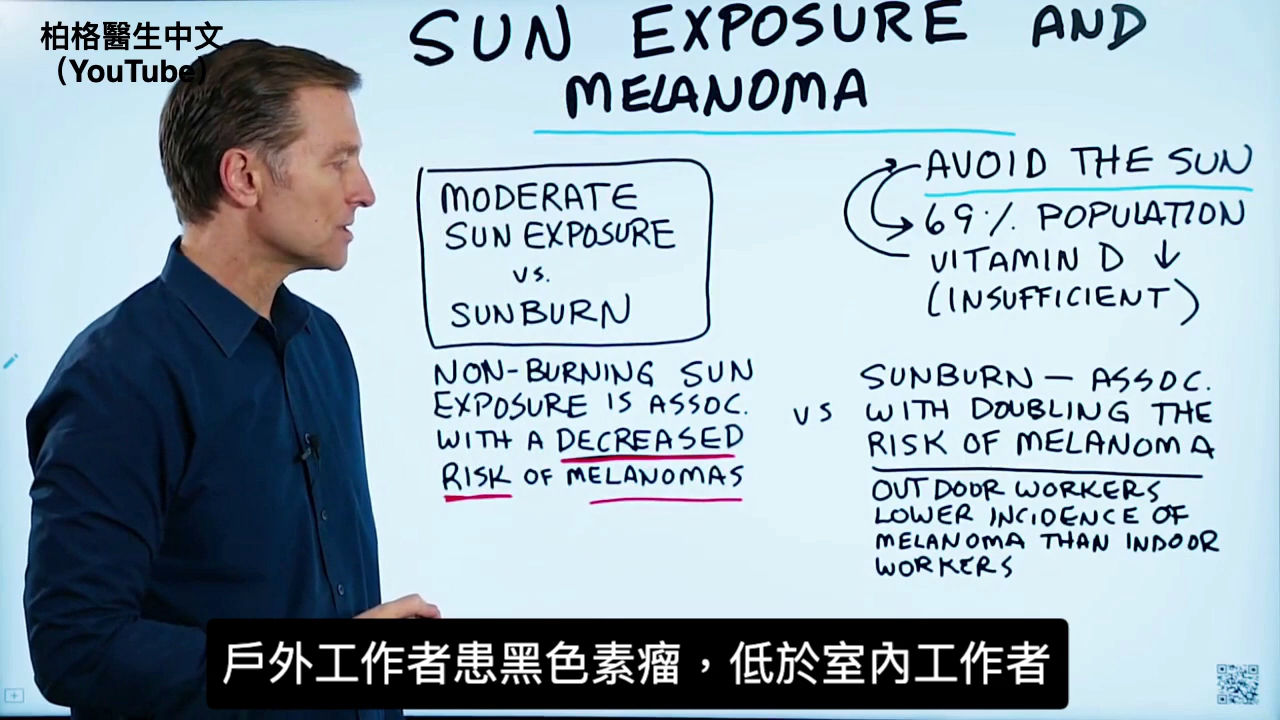 柏格醫生中文
（YouTube）
SUN EXPOSURE AND
MELANOMA
MODERATE
SUN EXPOSURE
VS.
SUNBURN
AVOID THE SUN
69% POPULATION
VITAMIN D ↓
(INSUFFICIENT)
NON-BURNING SUN
EXPOSURE IS ASSOC.
WITH A DECREASED
RISK OF MELANOMAS
VS
SUNBURN — ASSOC.
WITH DOUBLING THE
RISK OF MELANOMA
OUTDOOR WORKERS
LOWER INCIDENCE OF
MELANOMA THAN INDOOR
WORKERS
戶外工作者患黑色素瘤，低於室內工作者